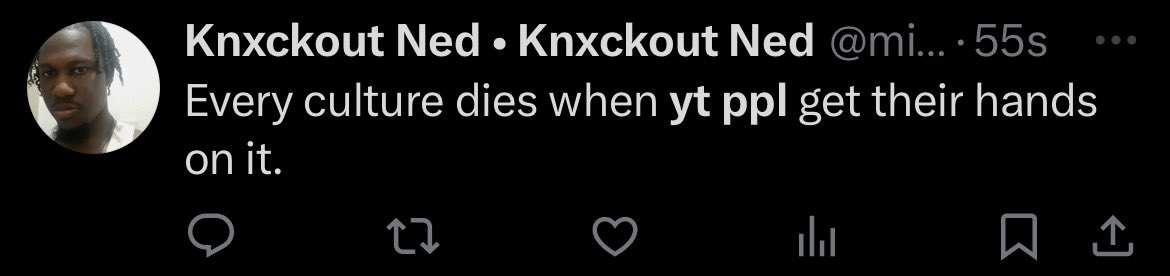 Knxckout Ned • Knxckout Ned @mi... · 55s
Every culture dies when yt ppl get their hands
on it.